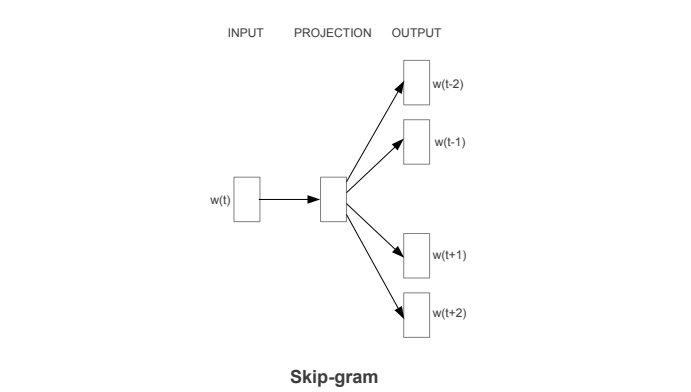 INPUT PROJECTION OUTPUT
w(t-2)
w(t-1)
w(t)
w(t+1)
w(t+2)
Skip-gram